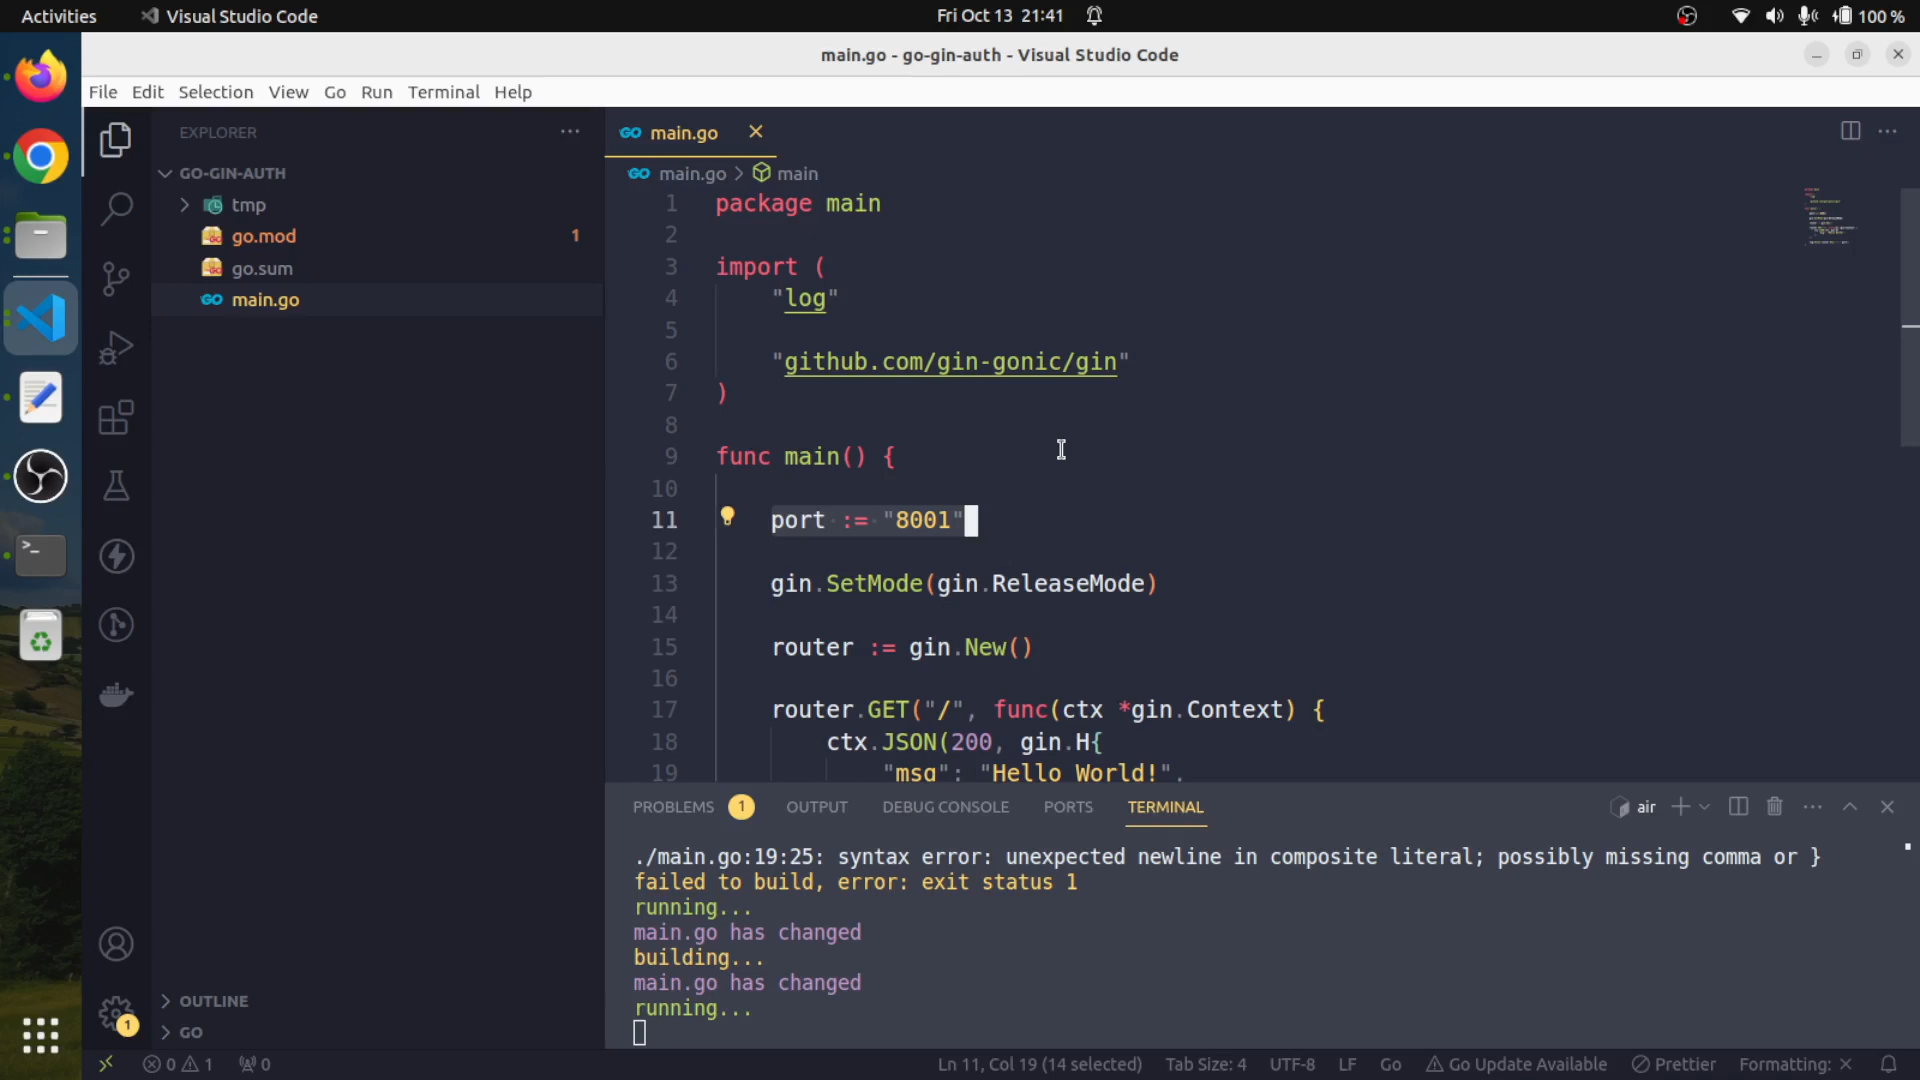 Activities Visual Studio Code Fri Oct 13 21:41 100 %
main.go - go-gin-auth - Visual Studio Code
File Edit Selection View Go Run Terminal Help
EXPLORER
GO-GIN-AUTH
tmp
go.mod 1
go.sum
main.go
OUTLINE
GO
1
main.go
main.go > main
1 package main
2
3 import (
4 "log"
5
6 "github.com/gin-gonic/gin"
7 )
8
9 func main() {
10
11 port := "8001"
12
13 gin.SetMode(gin.ReleaseMode)
14
15 router := gin.New()
16
17 router.GET("/", func(ctx *gin.Context) {
18 ctx.JSON(200, gin.H{
19 "msg": "Hello World!",
PROBLEMS 1 OUTPUT DEBUG CONSOLE PORTS TERMINAL air
./main.go:19:25: syntax error: unexpected newline in composite literal; possibly missing comma or }
failed to build, error: exit status 1
running...
main.go has changed
building...
main.go has changed
running...
0 1 0 Ln 11, Col 19 (14 selected) Tab Size: 4 UTF-8 LF Go Go Update Available Prettier Formatting: ×